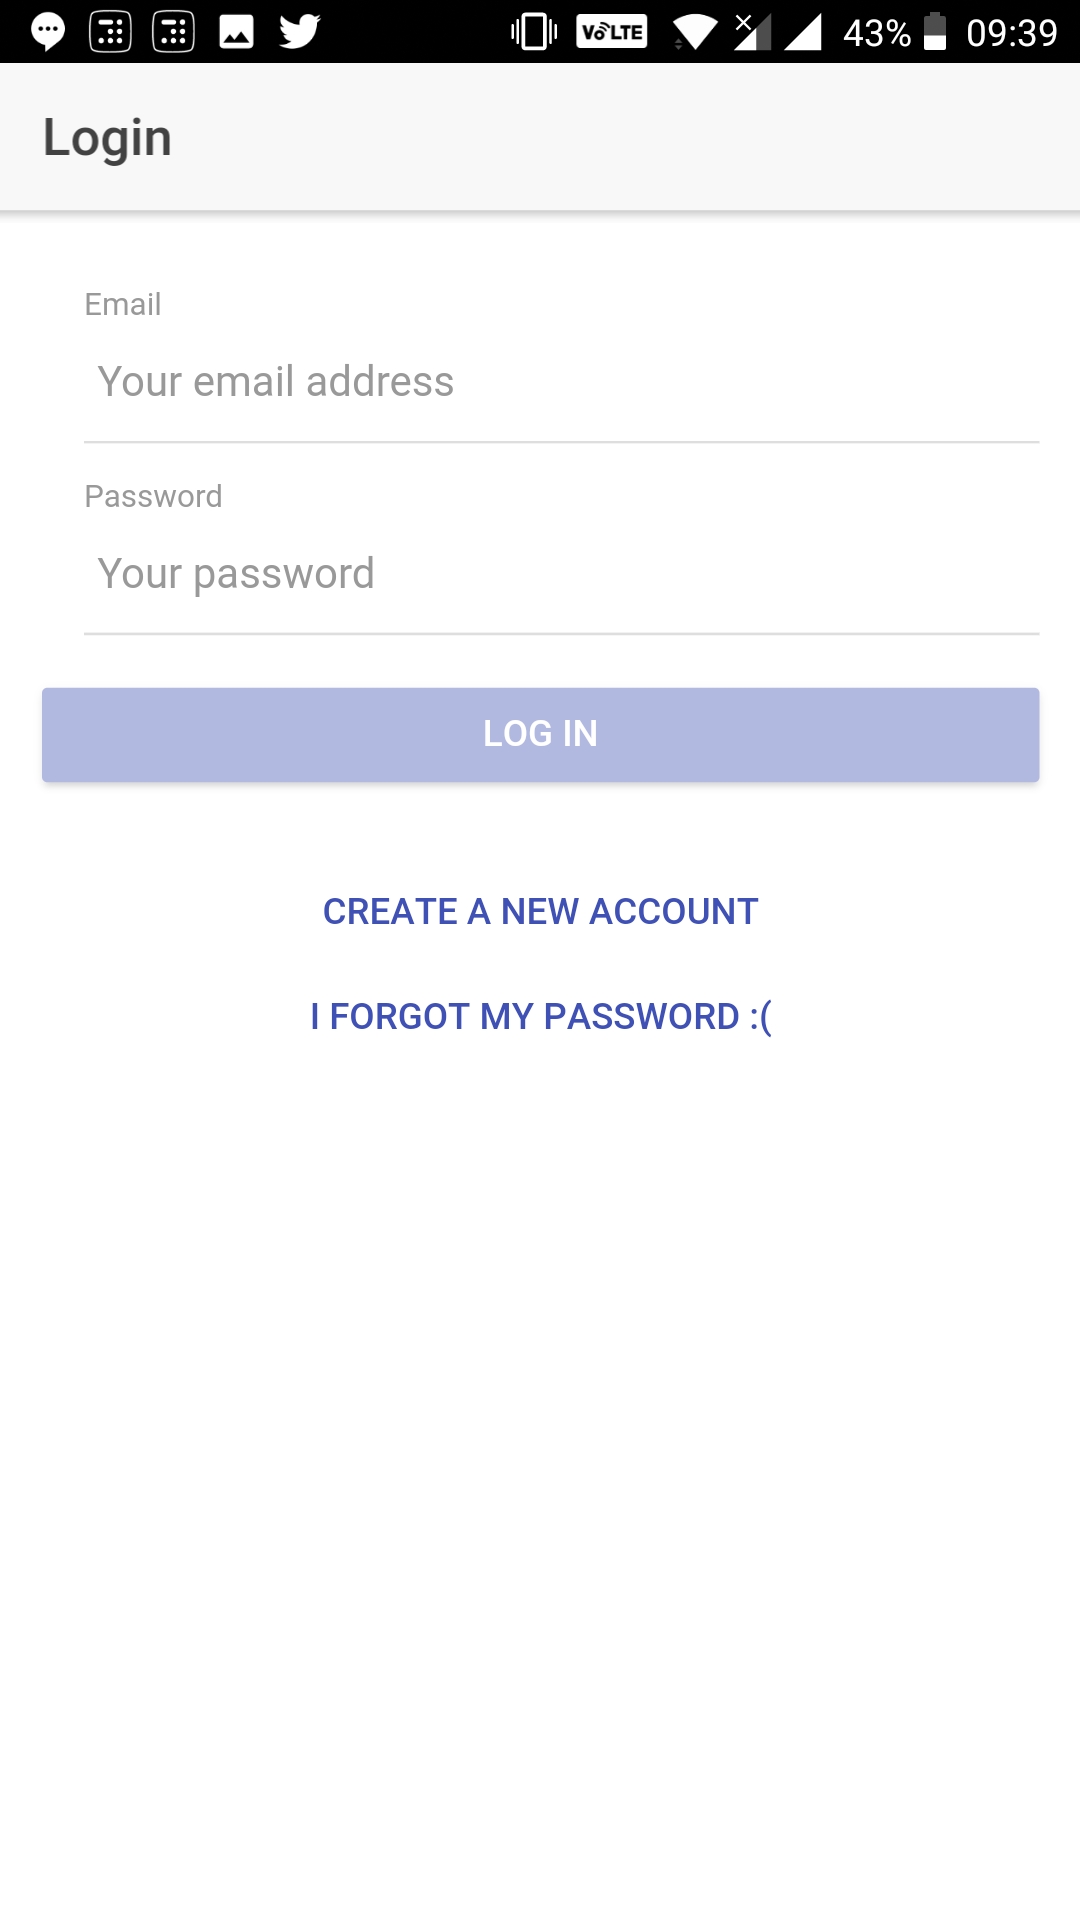 VoLTE 43% 09:39
Login
Email
Your email address
Password
Your password
LOG IN
CREATE A NEW ACCOUNT
I FORGOT MY PASSWORD :(